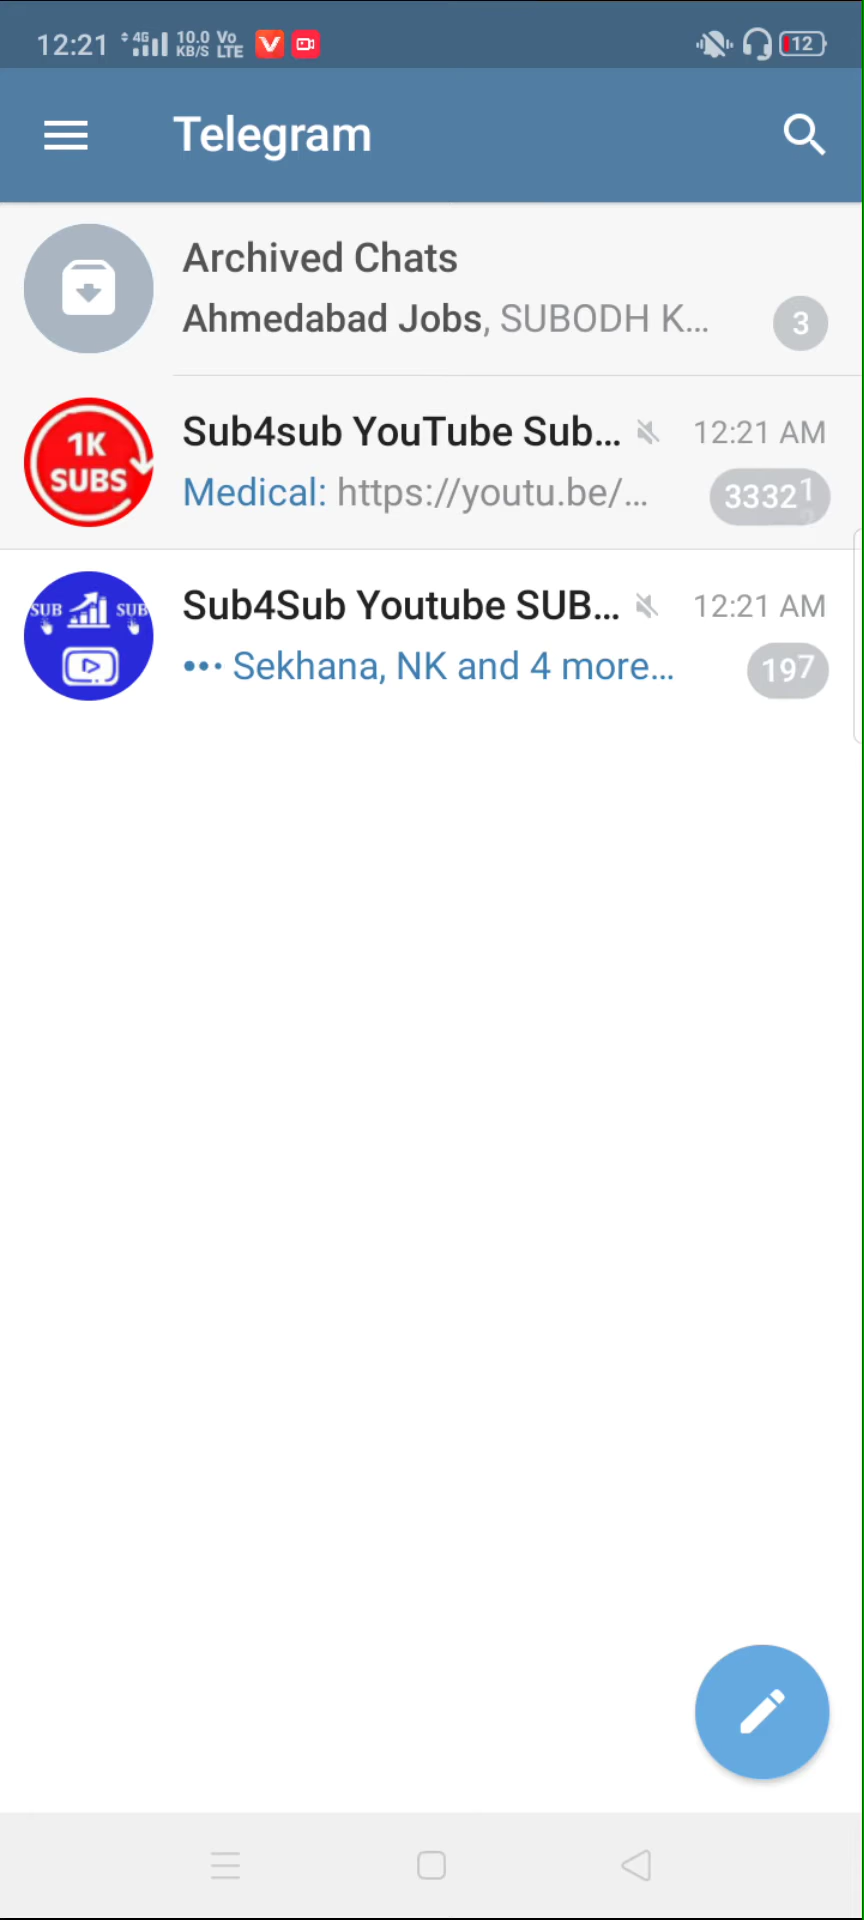 12:21 4G 10.0 KB/S Vo LTE 12
Telegram
Archived Chats
Ahmedabad Jobs, SUBODH K...
3
1K
SUBS
Sub4sub YouTube Sub... 12:21 AM
Medical: https://youtu.be/...
SUB SUB
Sub4Sub Youtube SUB... 12:21 AM
••• Sekhana, NK and 4 more...
197